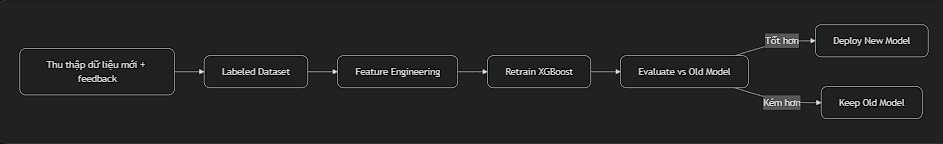 Thu thập dữ liệu mới +
feedback
Labeled Dataset
Feature Engineering
Retrain XGBoost
Evaluate vs Old Model
Tốt hơn
Deploy New Model
Kém hơn
Keep Old Model